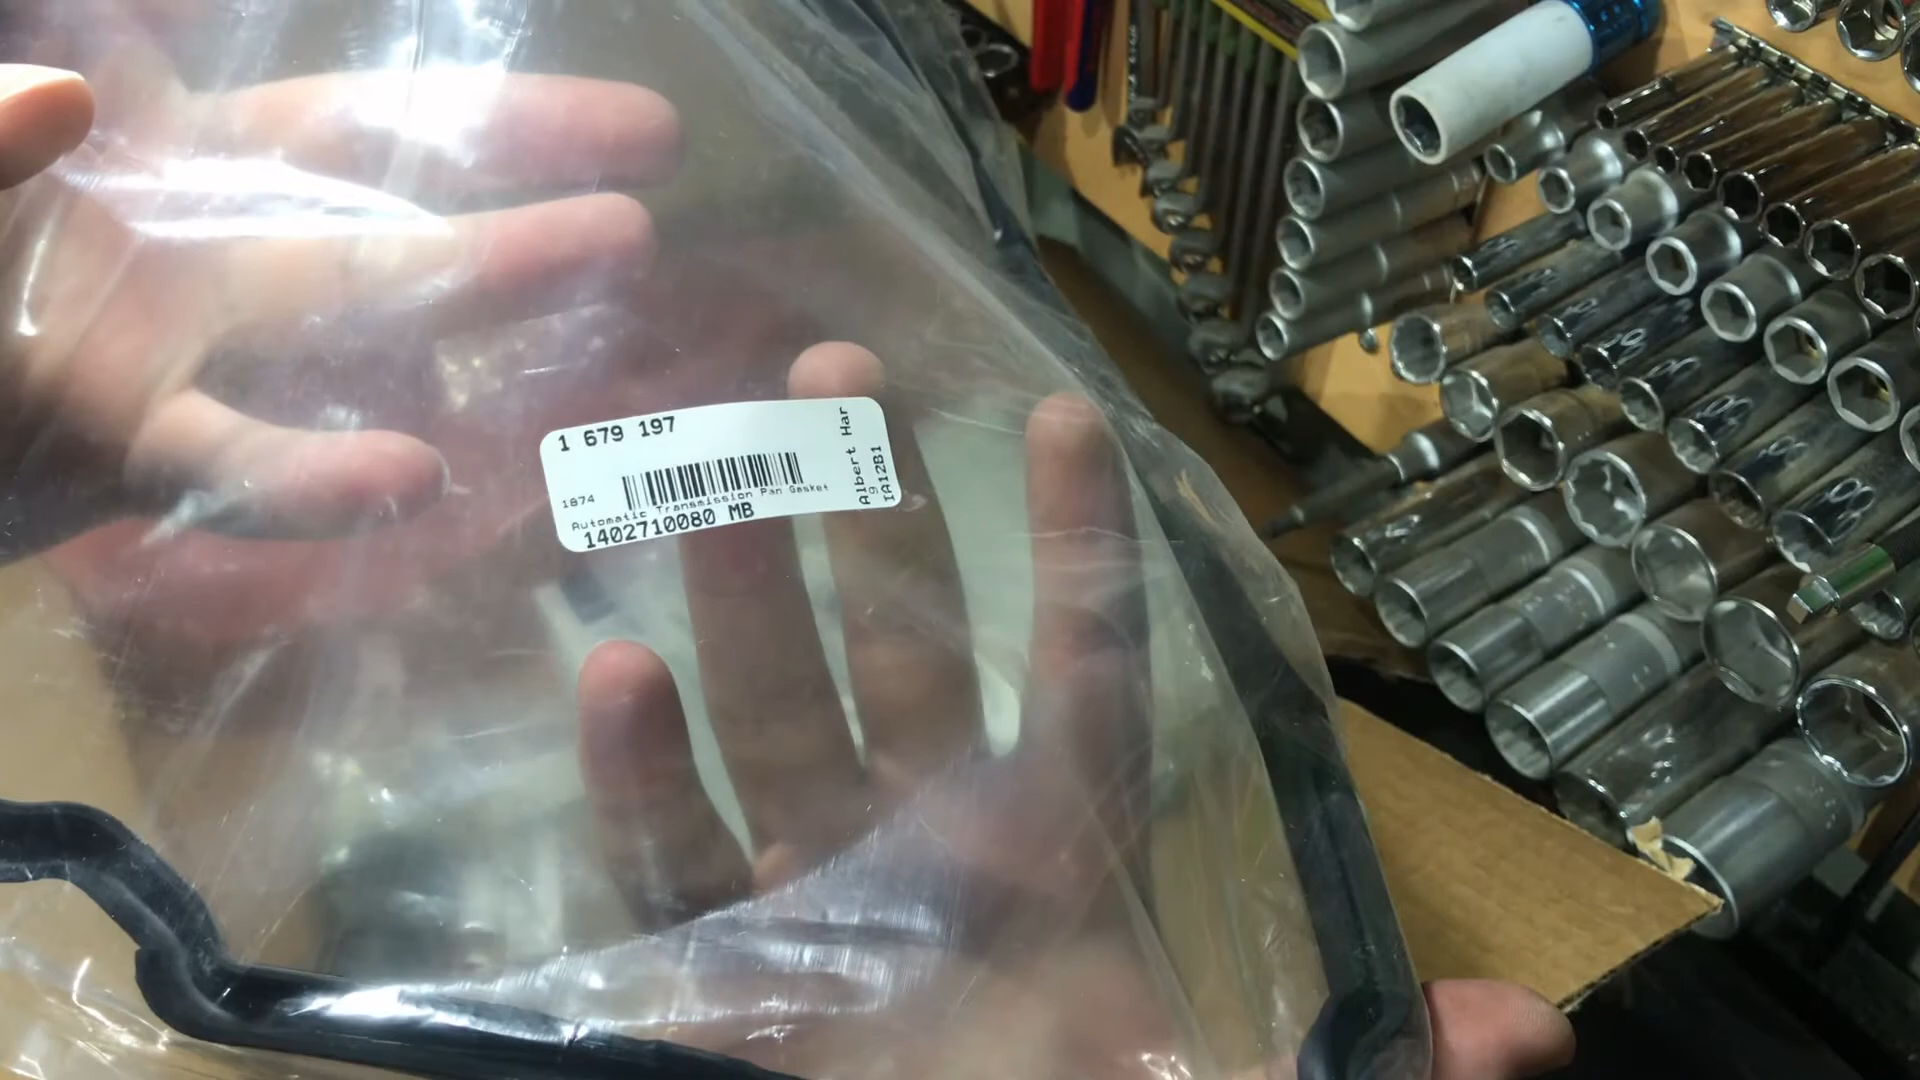 1 679 197
1874
Automatic Transmission Pan Gasket
1402710080 MB
Albert Har
9
IA12B1